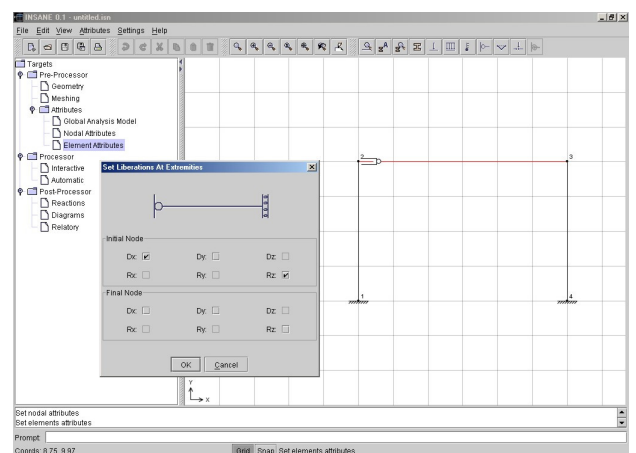 INSANE 0.1 - untitled.isn
File Edit View Attributes Settings Help
Targets
Pre-Processor
Geometry
Meshing
Attributes
Global Analysis Model
Nodal Attributes
Element Attributes
Processor
Interactive
Automatic
Post-Processor
Reactions
Diagrams
Relatory
Set Liberations At Extremities
Initial Node
Dx: Dy: Dz:
Rx: Ry: Rz:
Final Node
Dx: Dy: Dz:
Rx: Ry: Rz:
OK Cancel
2 3
1 4
Y
X
Set nodal attributes
Set elements attributes
Prompt:
Coords: 8.75, 9.97 Grid Snap Set elements attributes